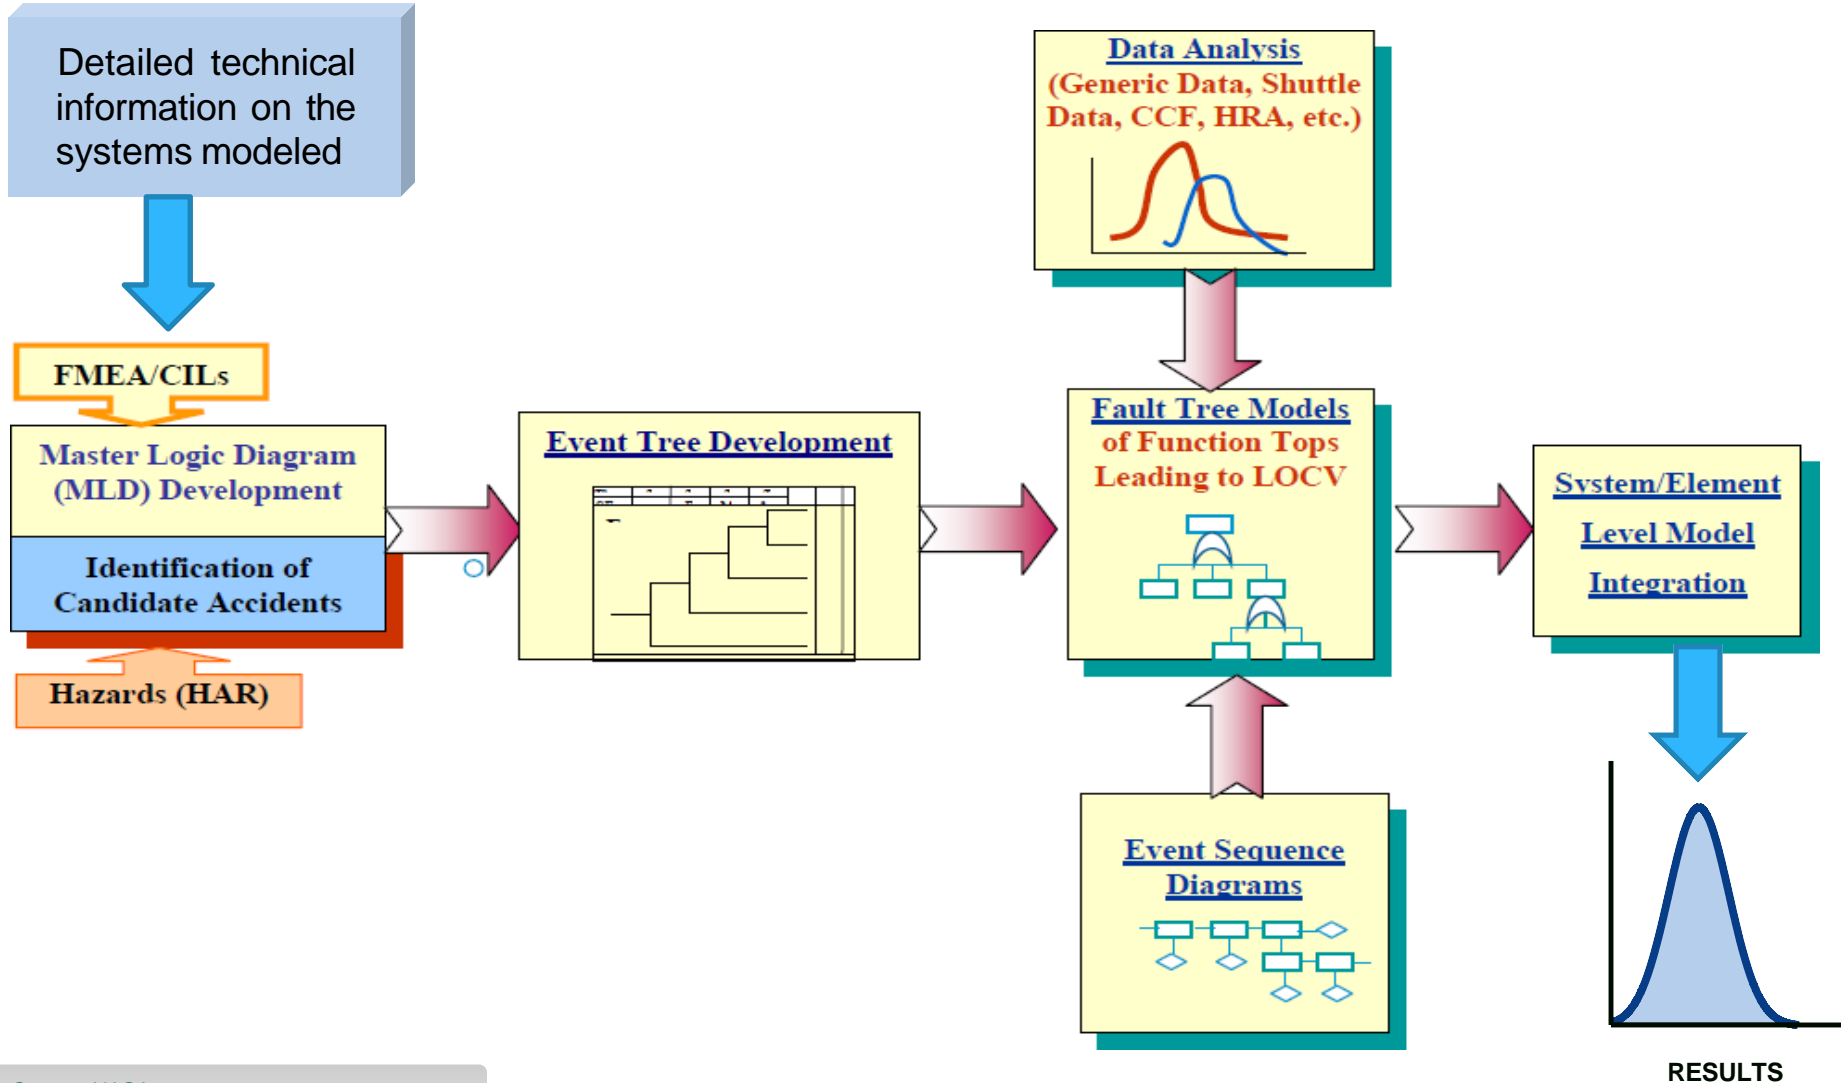 Detailed technical
information on the
systems modeled
FMEA/CILs
Master Logic Diagram
(MLD) Development
Identification of
Candidate Accidents
Hazards (HAR)
Event Tree Development
Data Analysis
(Generic Data, Shuttle
Data, CCF, HRA, etc.)
Fault Tree Models
of Function Tops
Leading to LOCV
Event Sequence
Diagrams
System/Element
Level Model
Integration
RESULTS